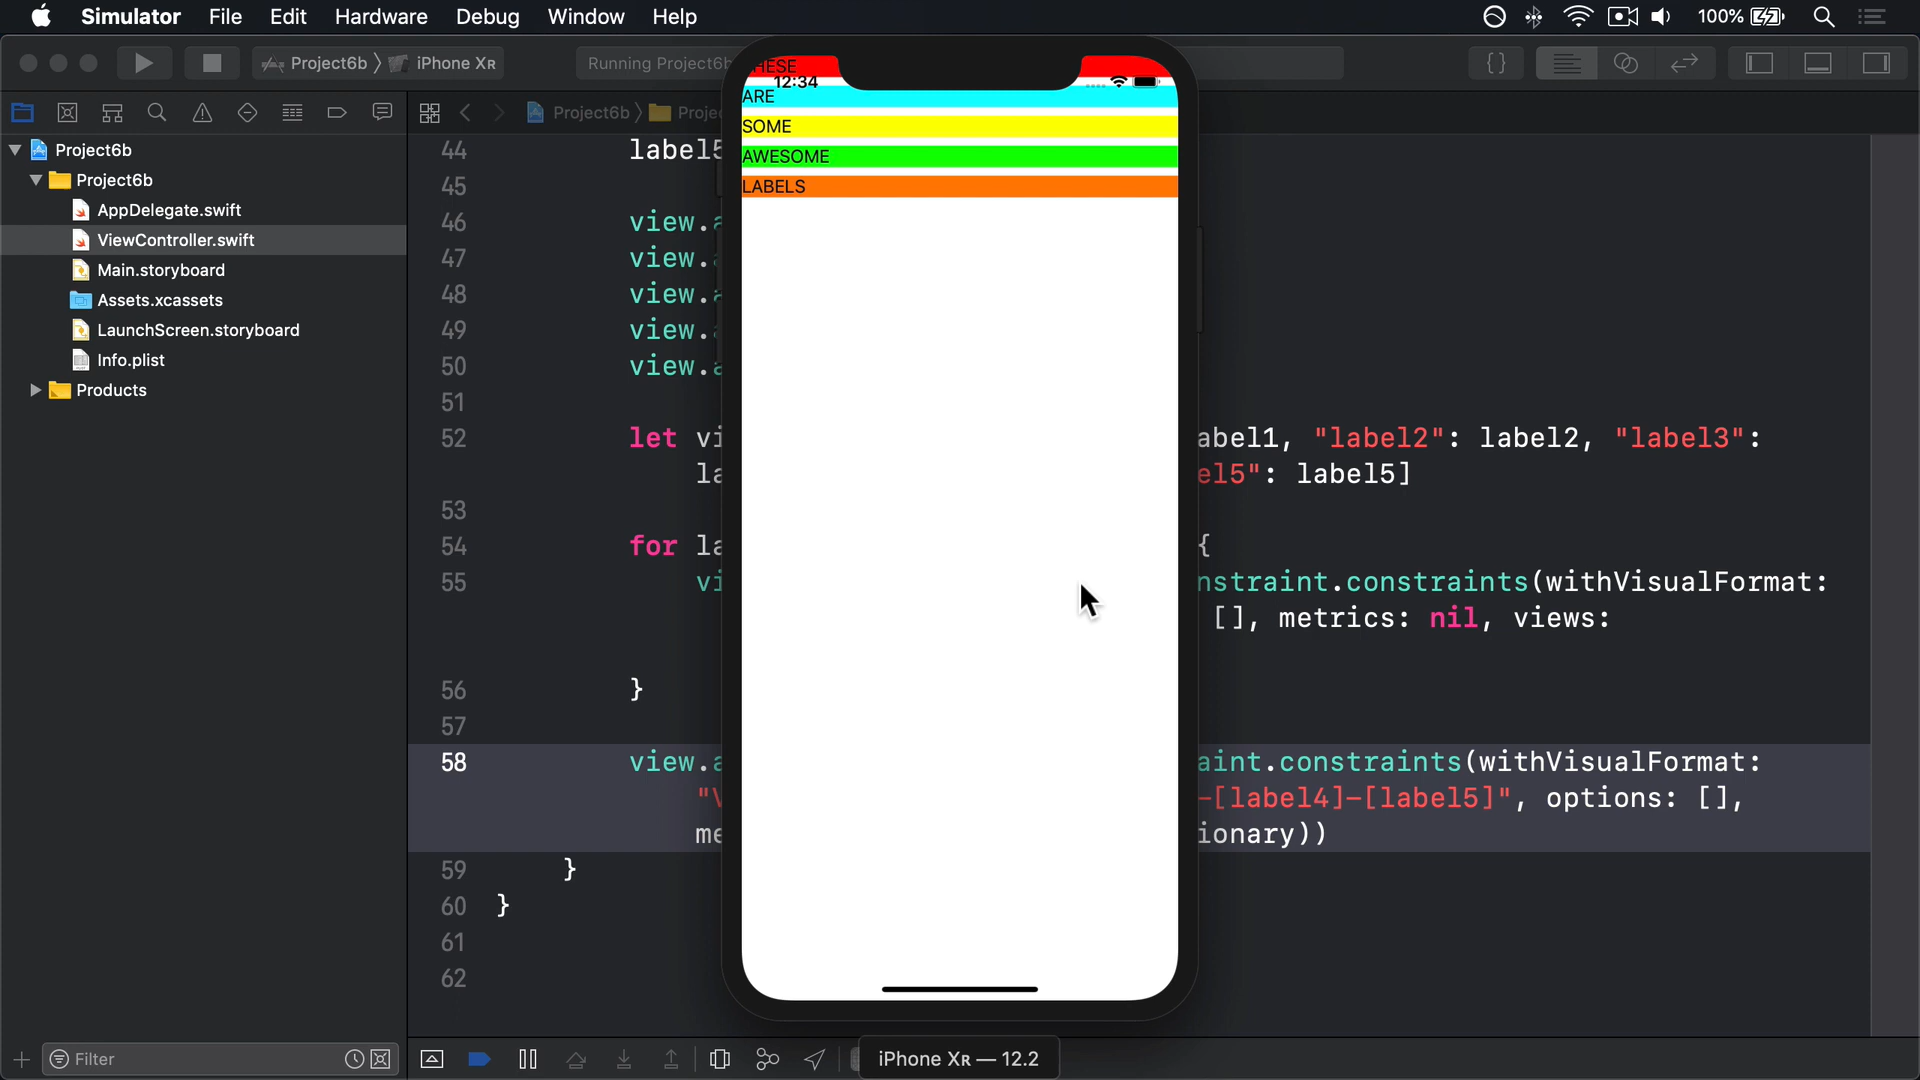 Simulator File Edit Hardware Debug Window Help 100%
Project6b iPhone XR Running Project6b
Project6b
Project6b
Project6b
AppDelegate.swift
ViewController.swift
Main.storyboard
Assets.xcassets
LaunchScreen.storyboard
Info.plist
Products
Filter
12:34
ARE
SOME
AWESOME
LABELS
44 label5
45
46 view.a
47 view.a
48 view.a
49 view.a
50 view.a
51
52 let vi abel1, "label2": label2, "label3":
la el5": label5]
53
54 for la {
55 vi nstraint.constraints(withVisualFormat:
[], metrics: nil, views:
56 }
57
58 view.a aint.constraints(withVisualFormat:
"V -[label4]-[label5]", options: [],
me ionary))
59 }
60 }
61
62
iPhone XR — 12.2